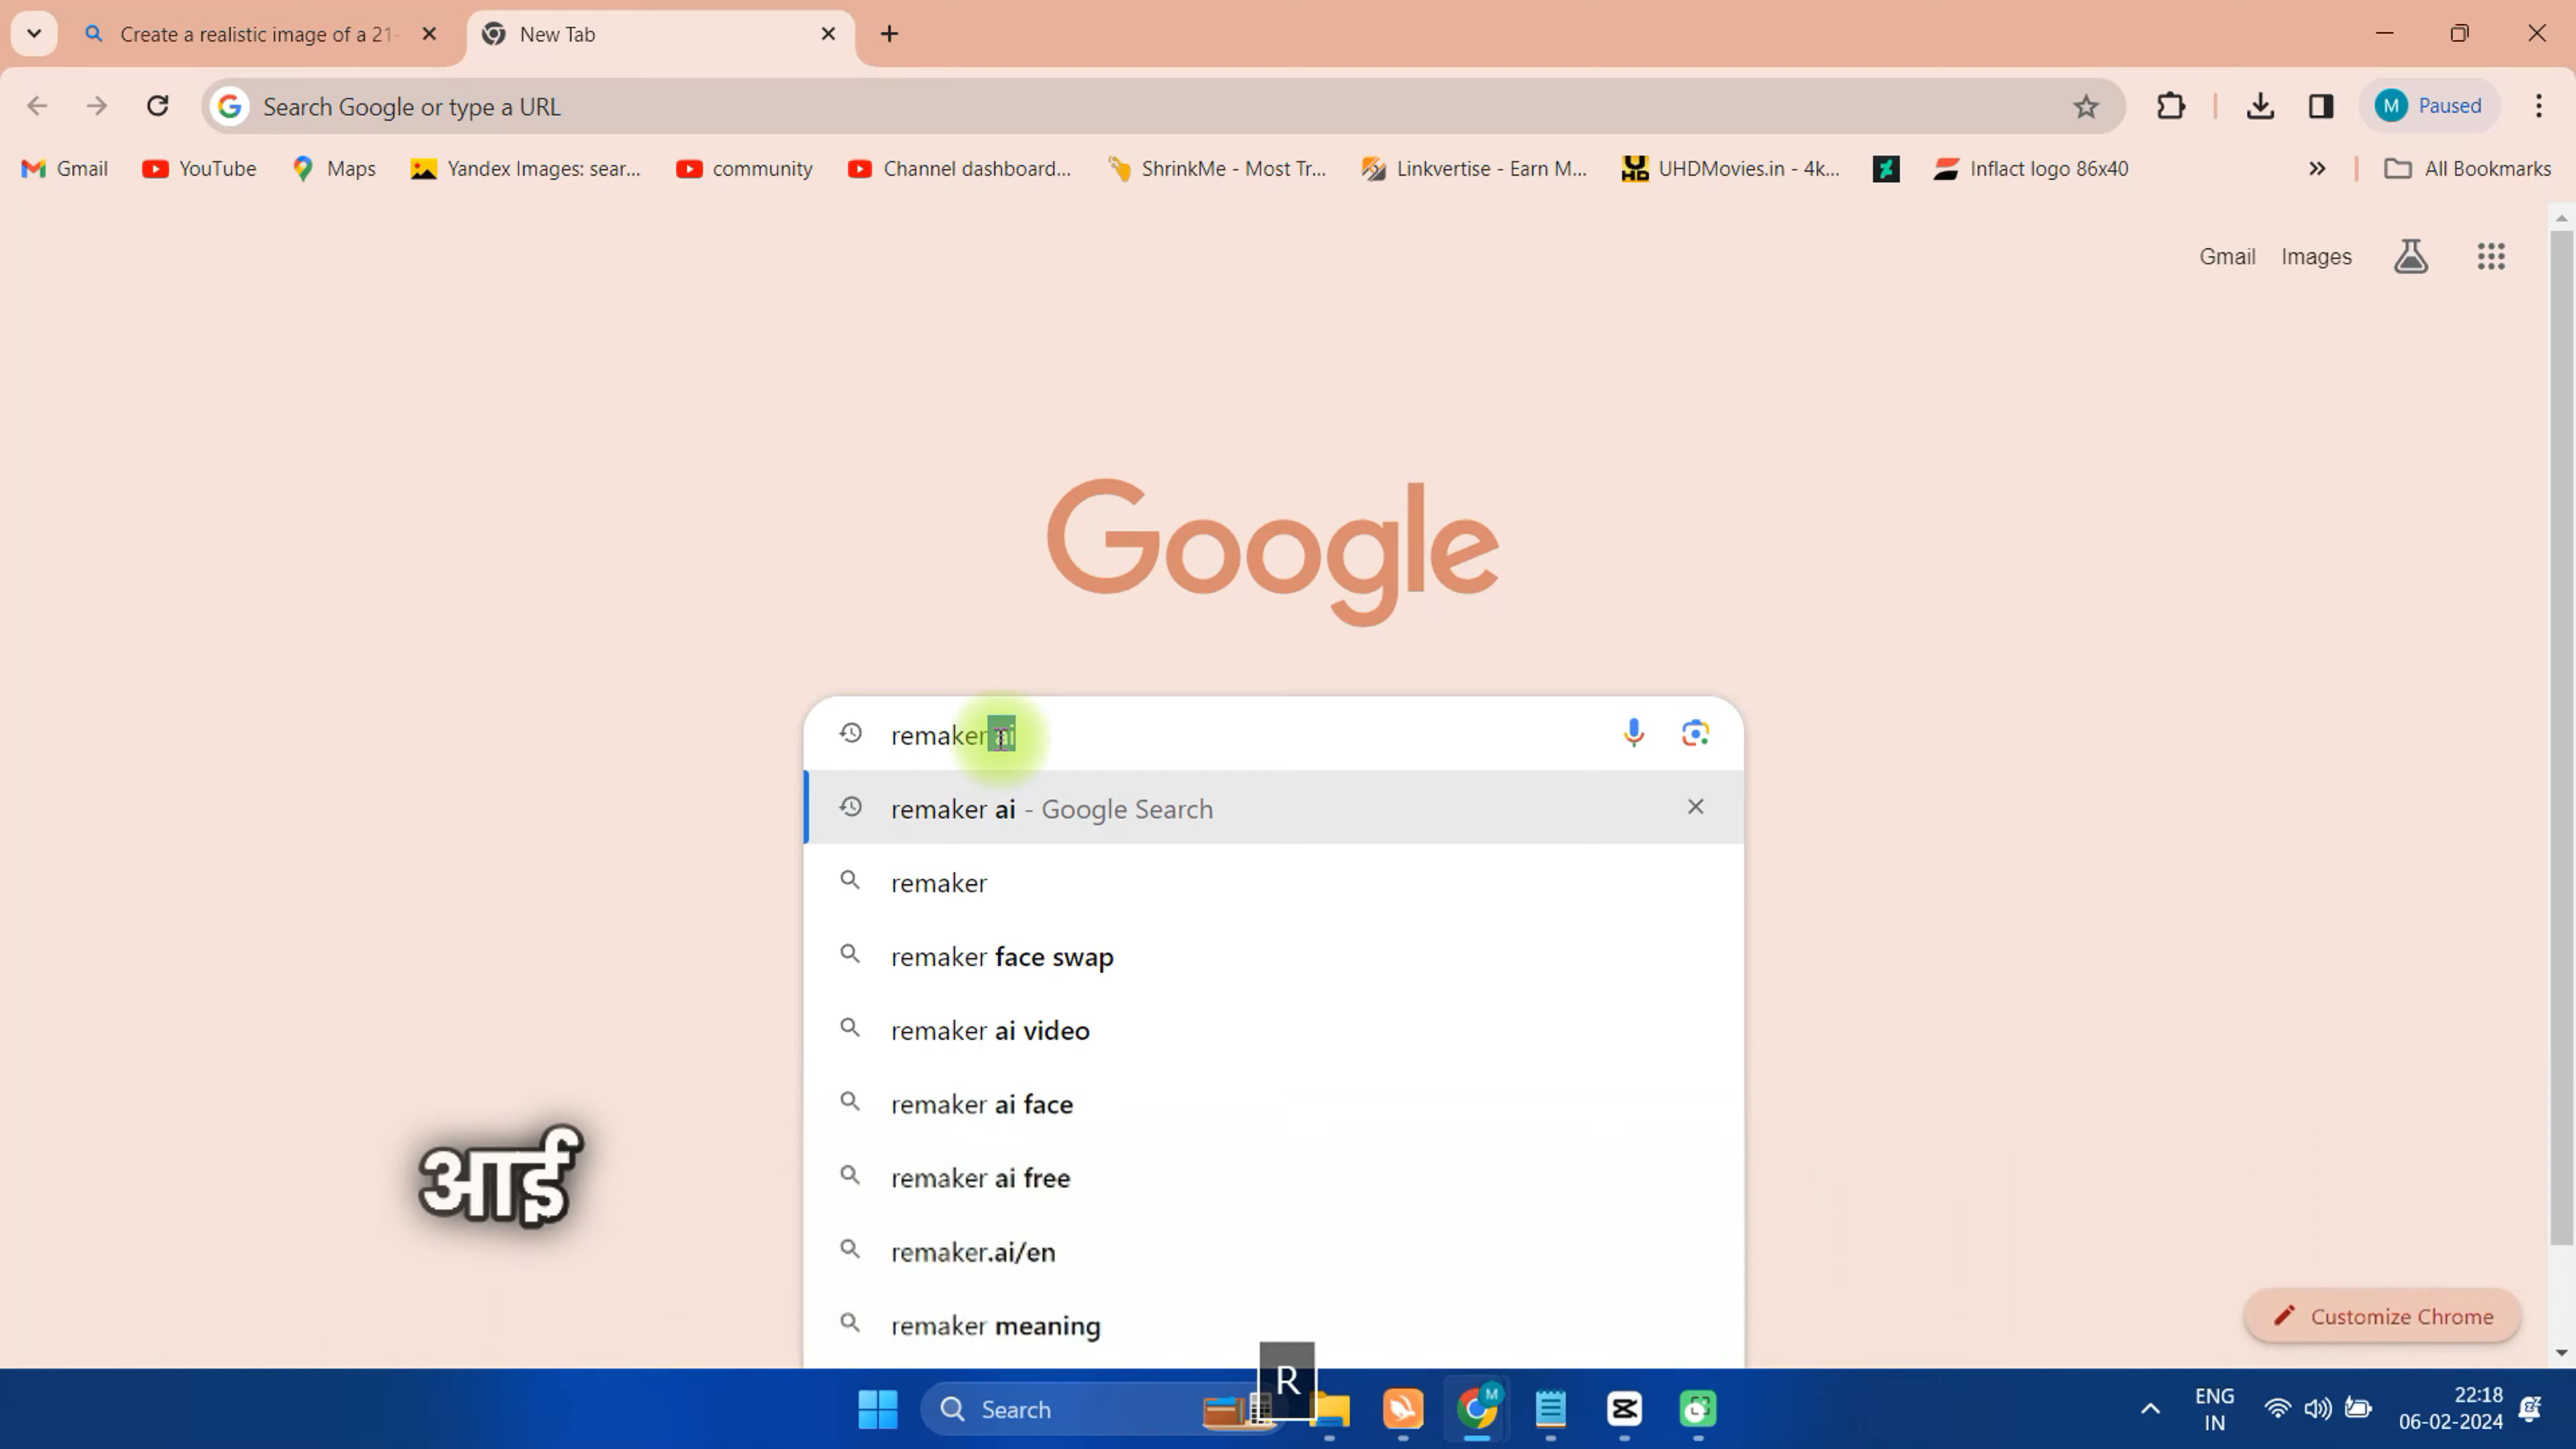 Create a realistic image of a 21-
New Tab
Search Google or type a URL
M Paused
Gmail YouTube Maps Yandex Images: sear... community Channel dashboard... ShrinkMe - Most Tr... Linkvertise - Earn M... UHDMovies.in - 4k... Inflact logo 86x40 All Bookmarks
Gmail Images
Google
remaker ai
remaker ai - Google Search
remaker
remaker face swap
remaker ai video
remaker ai face
remaker ai free
remaker.ai/en
remaker meaning
आई
Customize Chrome
R
Search
M
ENG
IN
22:18
06-02-2024